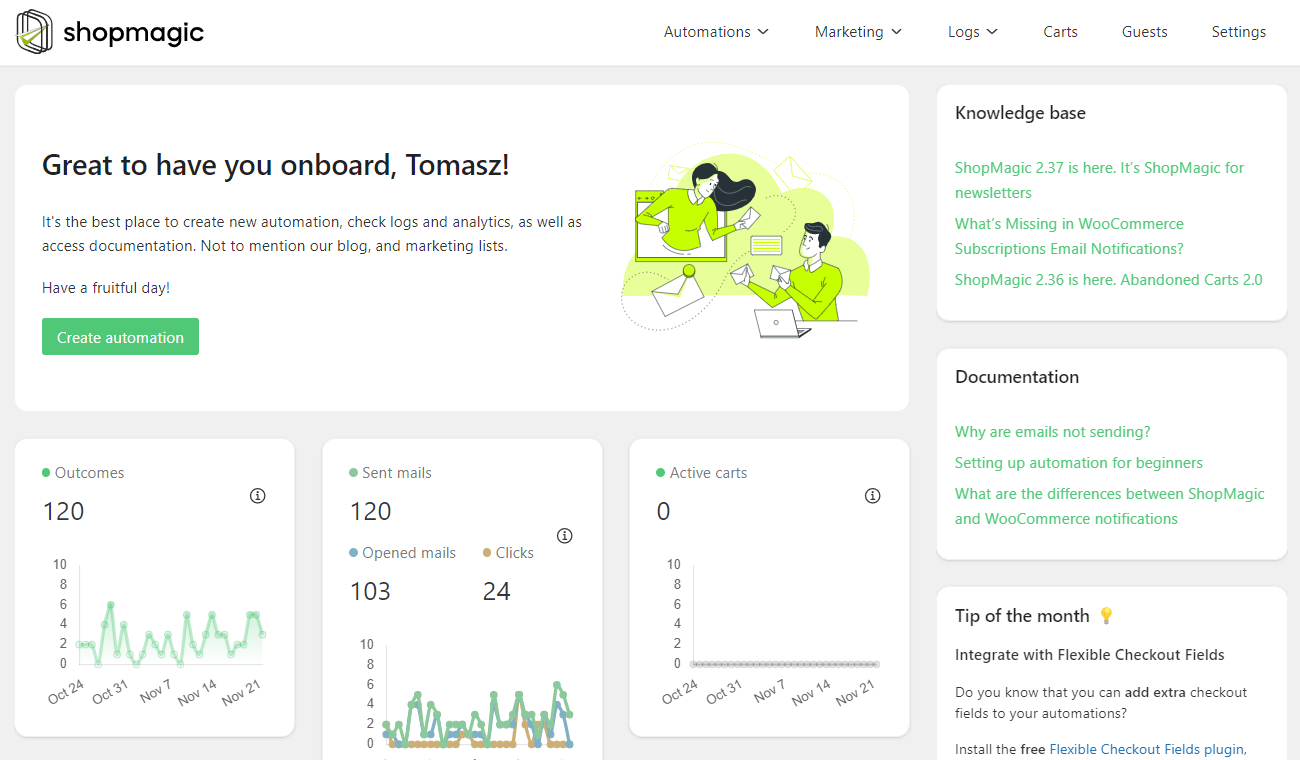 shopmagic
Automations
Marketing
Logs
Carts
Guests
Settings
Great to have you onboard, Tomasz!
It's the best place to create new automation, check logs and analytics, as well as
access documentation. Not to mention our blog, and marketing lists.
Have a fruitful day!
Create automation
Knowledge base
ShopMagic 2.37 is here. It's ShopMagic for
newsletters
What's Missing in WooCommerce
Subscriptions Email Notifications?
ShopMagic 2.36 is here. Abandoned Carts 2.0
Documentation
Why are emails not sending?
Setting up automation for beginners
What are the differences between ShopMagic
and WooCommerce notifications
Tip of the month 💡
Integrate with Flexible Checkout Fields
Do you know that you can add extra checkout
fields to your automations?
Install the free Flexible Checkout Fields plugin,
Outcomes
120
10
8
6
4
2
0
Oct 24
Oct 31
Nov 7
Nov 14
Nov 21
Sent mails
120
Opened mails
103
Clicks
24
10
8
6
4
2
0
Active carts
0
10
8
6
4
2
0
Oct 24
Oct 31
Nov 7
Nov 14
Nov 21